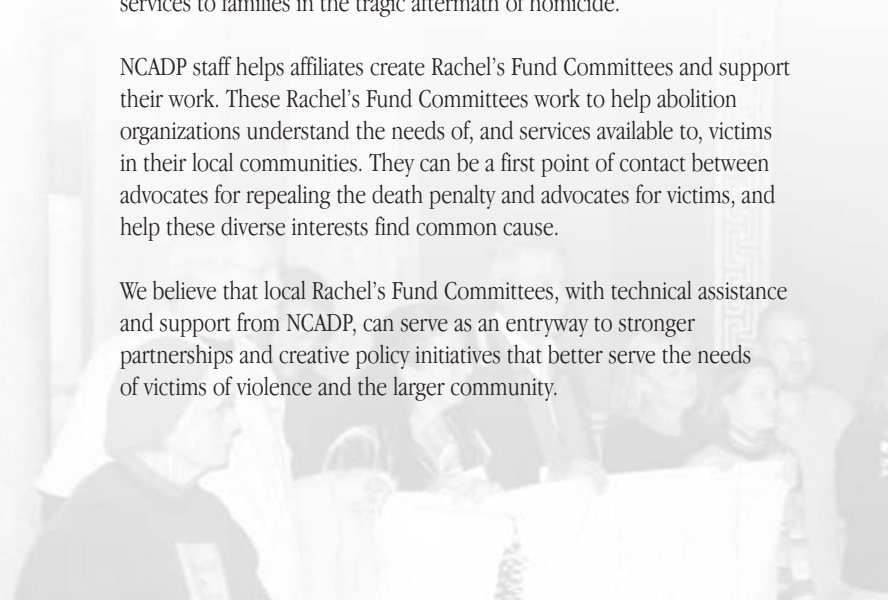 services to families in the tragic aftermath of homicide.
NCADP staff helps affiliates create Rachel's Fund Committees and support
their work. These Rachel's Fund Committees work to help abolition
organizations understand the needs of, and services available to, victims
in their local communities. They can be a first point of contact between
advocates for repealing the death penalty and advocates for victims, and
help these diverse interests find common cause.
We believe that local Rachel's Fund Committees, with technical assistance
and support from NCADP, can serve as an entryway to stronger
partnerships and creative policy initiatives that better serve the needs
of victims of violence and the larger community.